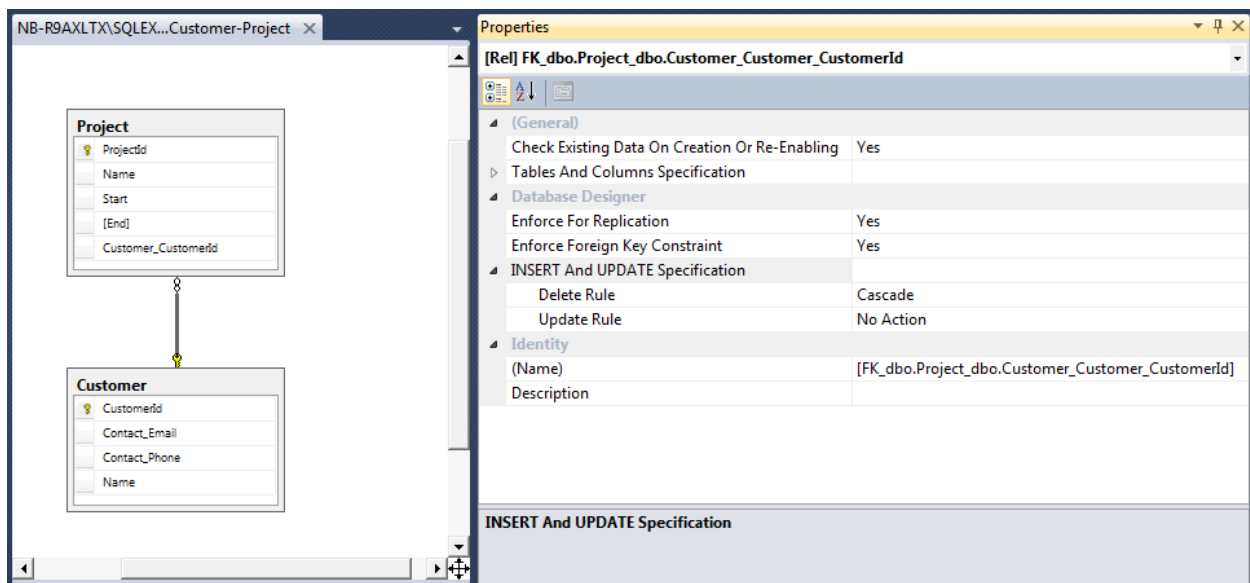 NB-R9AXLTX\SQLEX...Customer-Project
Project
ProjectId
Name
Start
[End]
Customer_CustomerId
Customer
CustomerId
Contact_Email
Contact_Phone
Name
Properties
[Rel] FK_dbo.Project_dbo.Customer_Customer_CustomerId
(General)
Check Existing Data On Creation Or Re-Enabling Yes
Tables And Columns Specification
Database Designer
Enforce For Replication Yes
Enforce Foreign Key Constraint Yes
INSERT And UPDATE Specification
Delete Rule Cascade
Update Rule No Action
Identity
(Name) [FK_dbo.Project_dbo.Customer_Customer_CustomerId]
Description
INSERT And UPDATE Specification